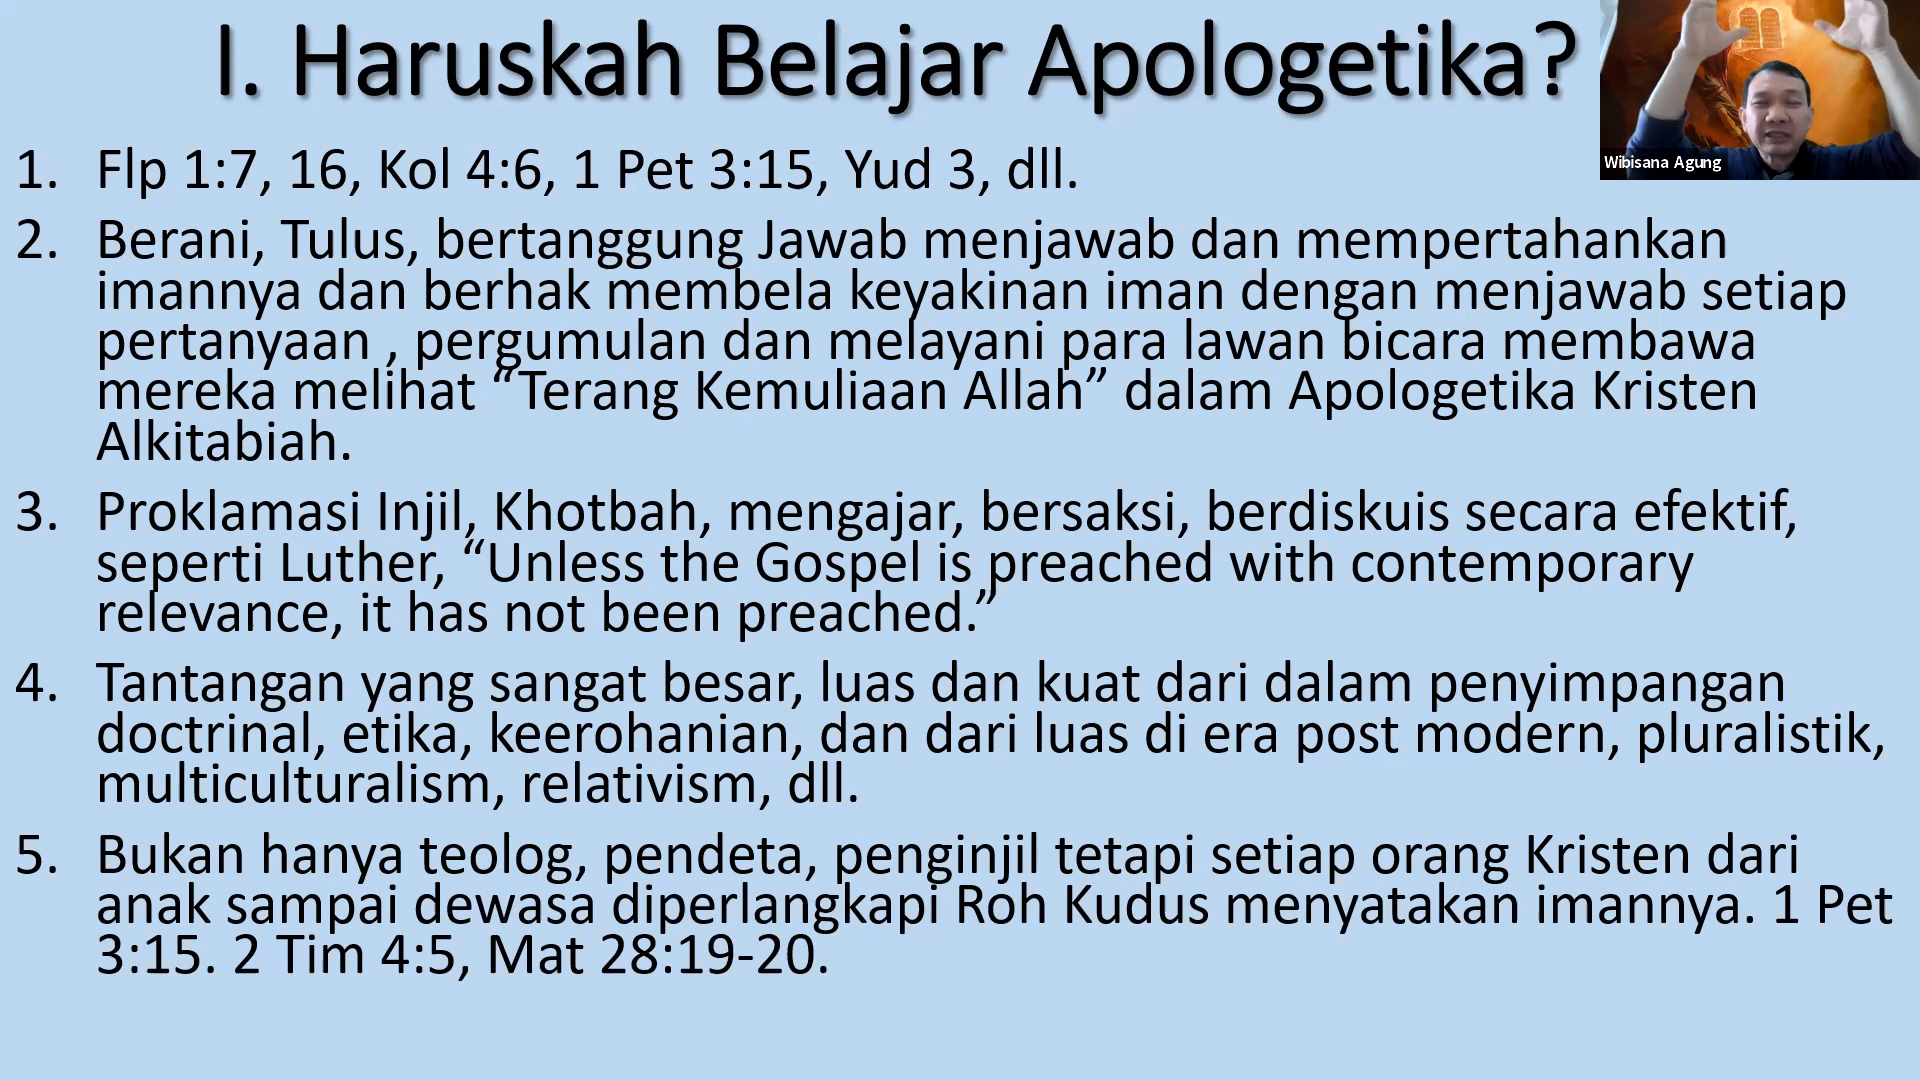 I. Haruskah Belajar Apologetika?
Wibisana Agung
1. Flp 1:7, 16, Kol 4:6, 1 Pet 3:15, Yud 3, dll.
2. Berani, Tulus, bertanggung Jawab menjawab dan mempertahankan
imannya dan berhak membela keyakinan iman dengan menjawab setiap
pertanyaan , pergumulan dan melayani para lawan bicara membawa
mereka melihat “Terang Kemuliaan Allah” dalam Apologetika Kristen
Alkitabiah.
3. Proklamasi Injil, Khotbah, mengajar, bersaksi, berdiskuis secara efektif,
seperti Luther, “Unless the Gospel is preached with contemporary
relevance, it has not been preached.”
4. Tantangan yang sangat besar, luas dan kuat dari dalam penyimpangan
doctrinal, etika, keerohanian, dan dari luas di era post modern, pluralistik,
multiculturalism, relativism, dll.
5. Bukan hanya teolog, pendeta, penginjil tetapi setiap orang Kristen dari
anak sampai dewasa diperlangkapi Roh Kudus menyatakan imannya. 1 Pet
3:15. 2 Tim 4:5, Mat 28:19-20.